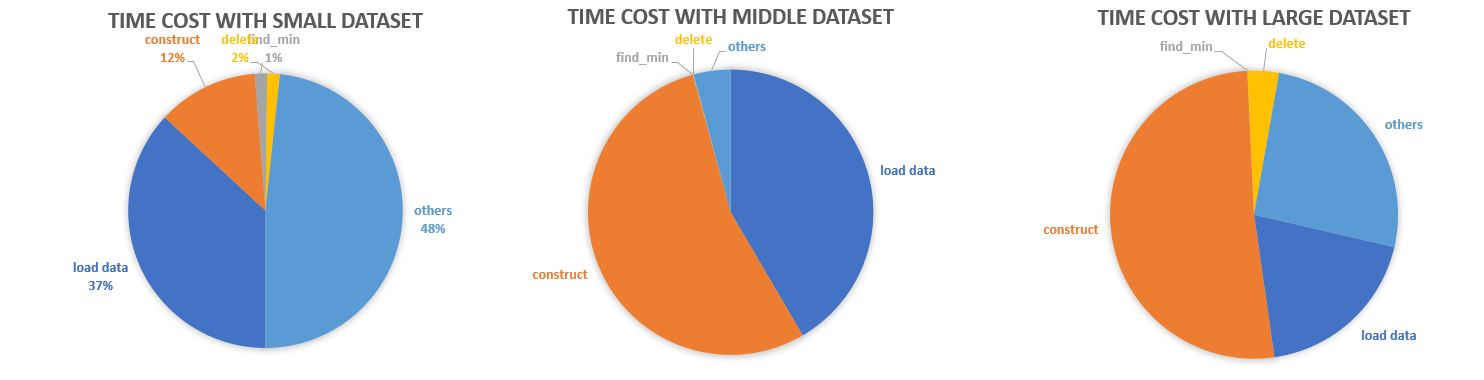 TIME COST WITH SMALL DATASET
construct
12%
delete
2%
find_min
1%
others
48%
load data
37%
TIME COST WITH MIDDLE DATASET
delete
others
find_min
load data
construct
TIME COST WITH LARGE DATASET
find_min
delete
others
construct
load data